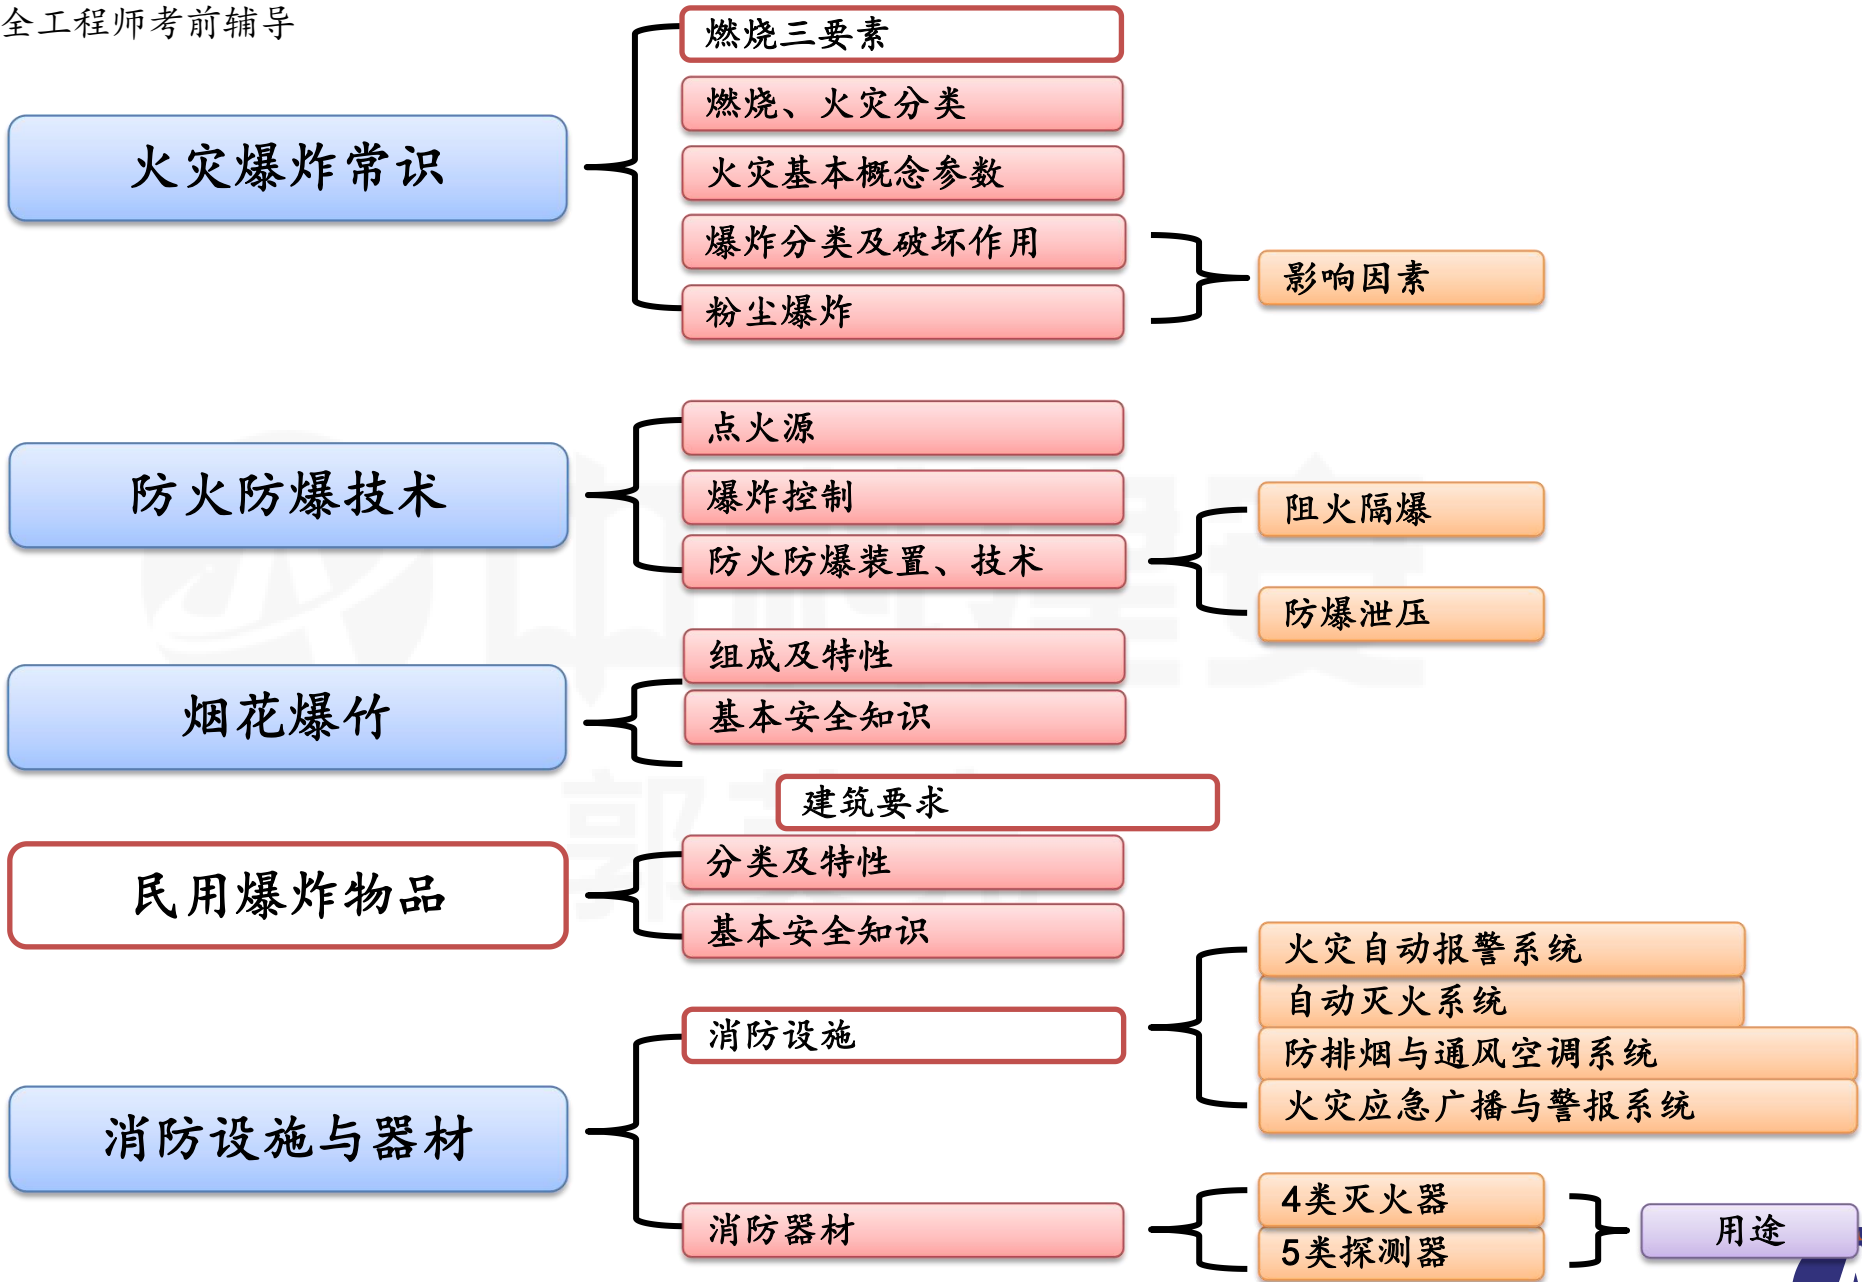 全工程师考前辅导
燃烧三要素
燃烧、火灾分类
火灾爆炸常识
火灾基本概念参数
爆炸分类及破坏作用
影响因素
粉尘爆炸
点火源
防火防爆技术
爆炸控制
阻火隔爆
防火防爆装置、技术
防爆泄压
组成及特性
烟花爆竹
基本安全知识
建筑要求
分类及特性
民用爆炸物品
基本安全知识
火灾自动报警系统
自动灭火系统
消防设施
防排烟与通风空调系统
火灾应急广播与警报系统
消防设施与器材
4类灭火器
消防器材
用途
5类探测器